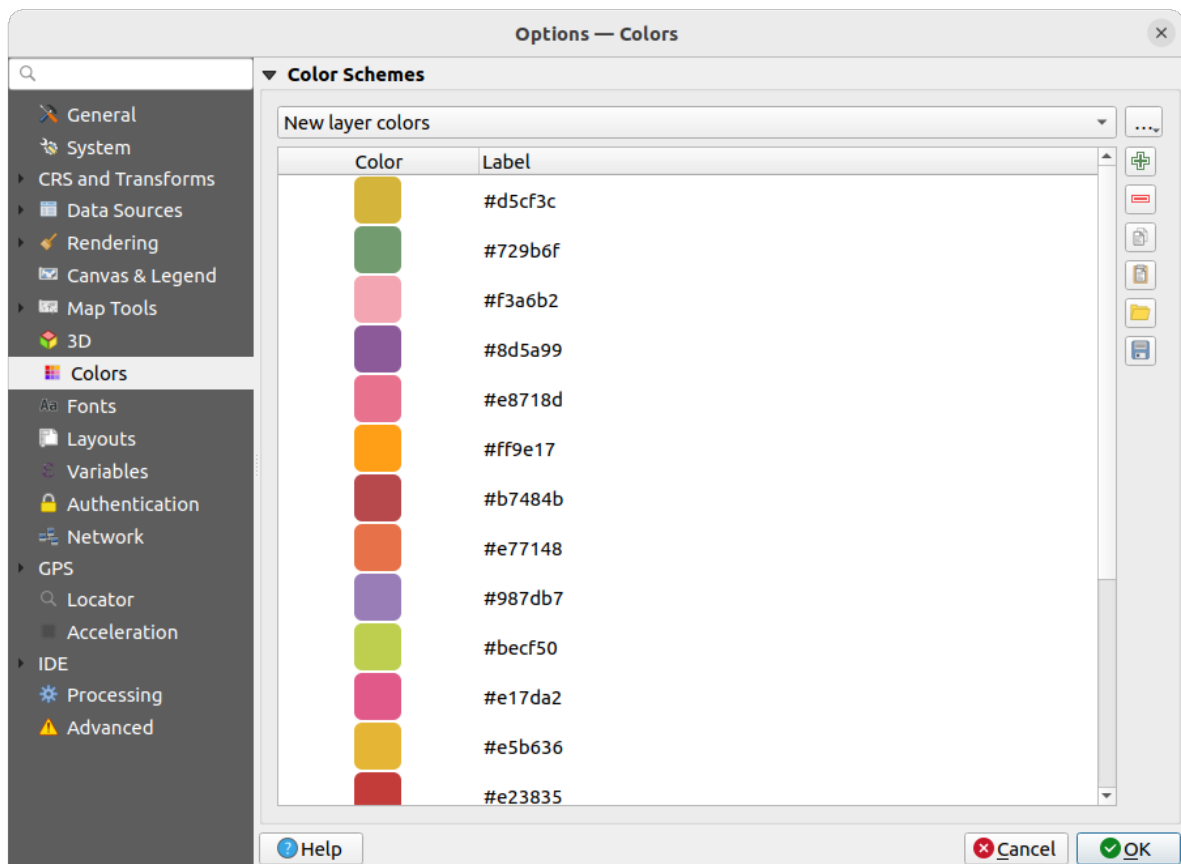 Options — Colors
Color Schemes
General
System
CRS and Transforms
Data Sources
Rendering
Canvas & Legend
Map Tools
3D
Colors
Aa Fonts
Layouts
ε Variables
Authentication
Network
GPS
Locator
Acceleration
IDE
Processing
Advanced
New layer colors
...
Color Label
#d5cf3c
#729b6f
#f3a6b2
#8d5a99
#e8718d
#ff9e17
#b7484b
#e77148
#987db7
#becf50
#e17da2
#e5b636
#e23835
? Help
Cancel
OK